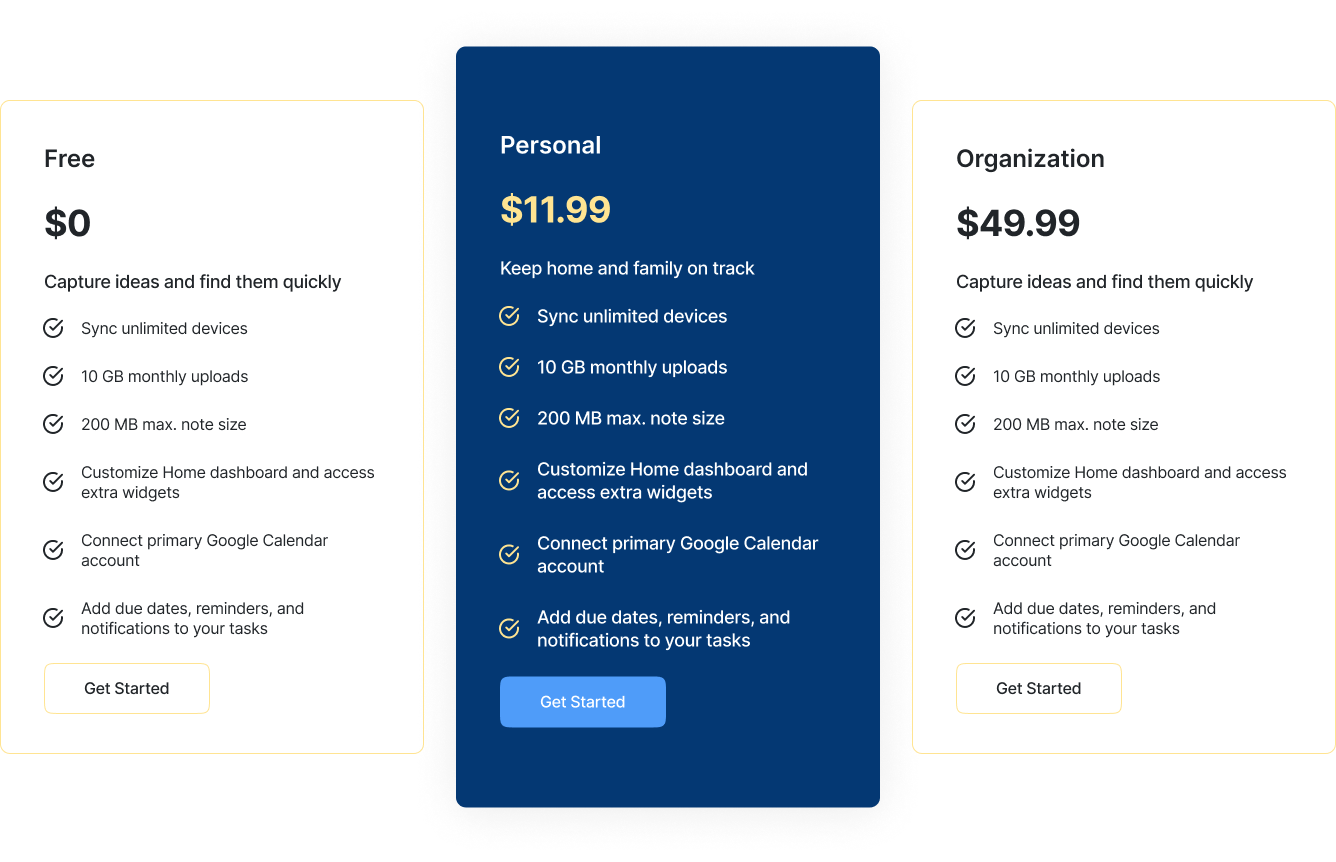 Free
$0
Capture ideas and find them quickly
Sync unlimited devices
10 GB monthly uploads
200 MB max. note size
Customize Home dashboard and access
extra widgets
Connect primary Google Calendar
account
Add due dates, reminders, and
notifications to your tasks
Get Started
Personal
$11.99
Keep home and family on track
Sync unlimited devices
10 GB monthly uploads
200 MB max. note size
Customize Home dashboard and
access extra widgets
Connect primary Google Calendar
account
Add due dates, reminders, and
notifications to your tasks
Get Started
Organization
$49.99
Capture ideas and find them quickly
Sync unlimited devices
10 GB monthly uploads
200 MB max. note size
Customize Home dashboard and access
extra widgets
Connect primary Google Calendar
account
Add due dates, reminders, and
notifications to your tasks
Get Started